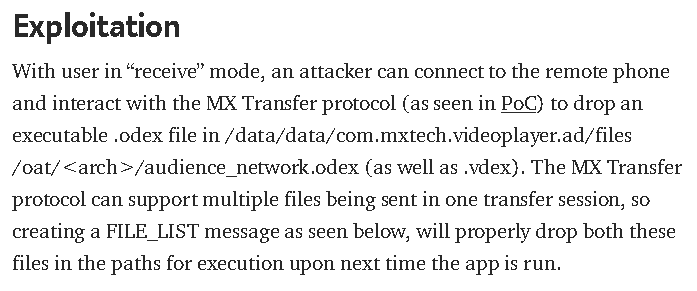 Exploitation
With user in “receive” mode, an attacker can connect to the remote phone
and interact with the MX Transfer protocol (as seen in PoC) to drop an
executable .odex file in /data/data/com.mxtech.videoplayer.ad/files
/oat/<arch>/audience_network.odex (as well as .vdex). The MX Transfer
protocol can support multiple files being sent in one transfer session, so
creating a FILE_LIST message as seen below, will properly drop both these
files in the paths for execution upon next time the app is run.